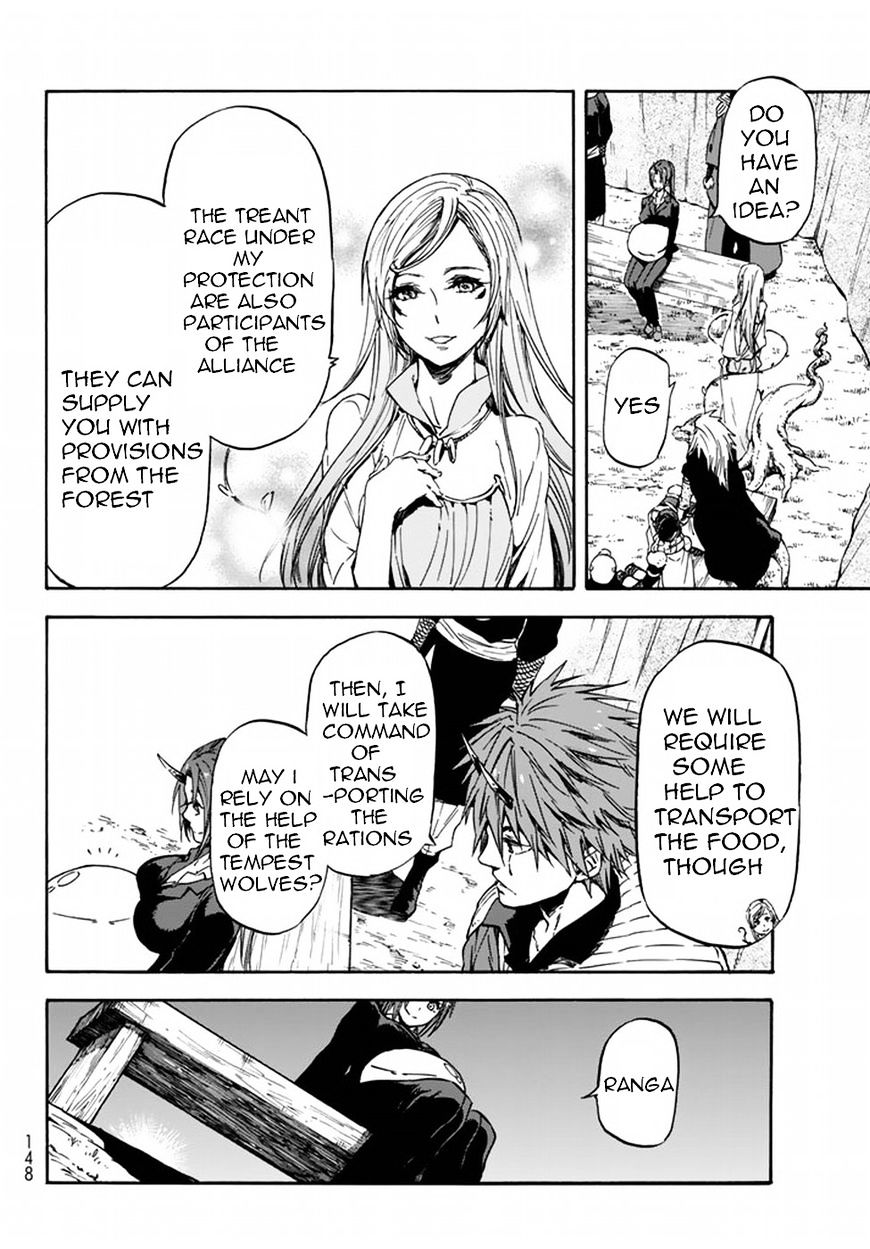 DO
YOU
HAVE
AN
IDEA?
YES
THE TREANT
RACE UNDER
MY
PROTECTION
ARE ALSO
PARTICIPANTS
OF THE
ALLIANCE
THEY CAN
SUPPLY
YOU WITH
PROVISIONS
FROM THE
FOREST
WE WILL
REQUIRE
SOME
HELP TO
TRANSPORT
THE FOOD,
THOUGH
THEN, I
WILL TAKE
COMMAND
OF
TRANS
-PORTING
THE
RATIONS
MAY I
RELY ON
THE HELP
OF THE
TEMPEST
WOLVES?
RANGA
148